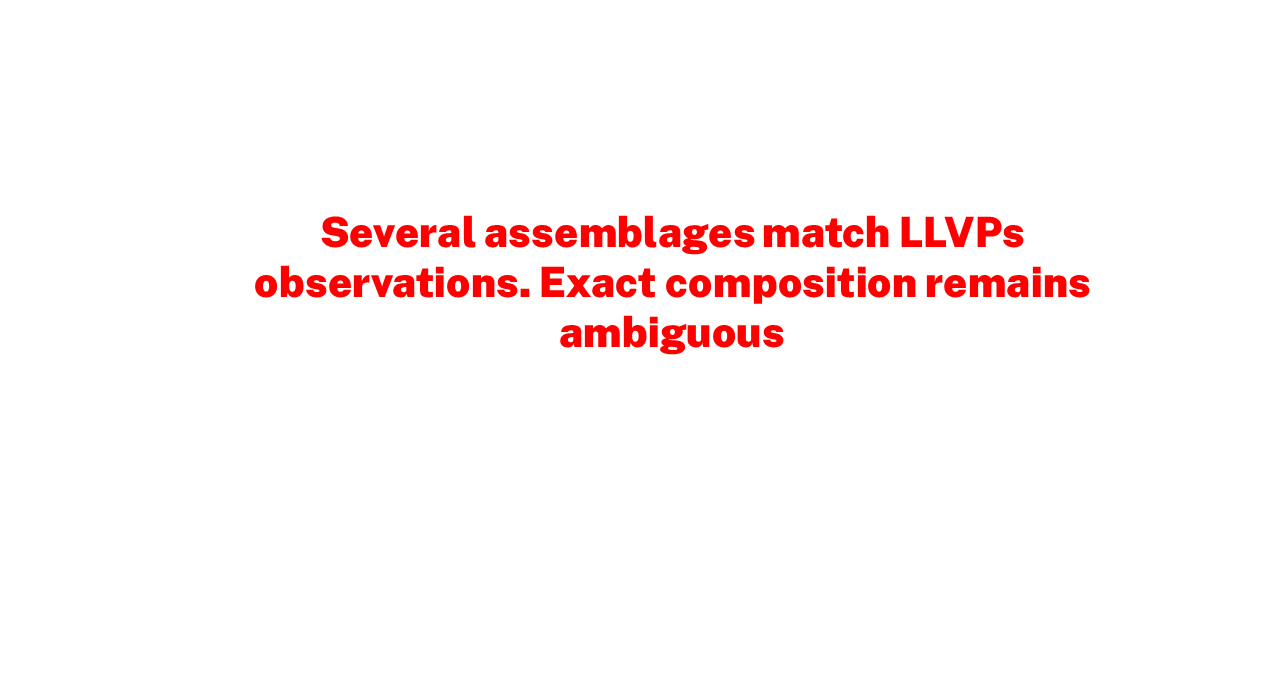 Several assemblages match LLVPs
observations. Exact composition remains
ambiguous